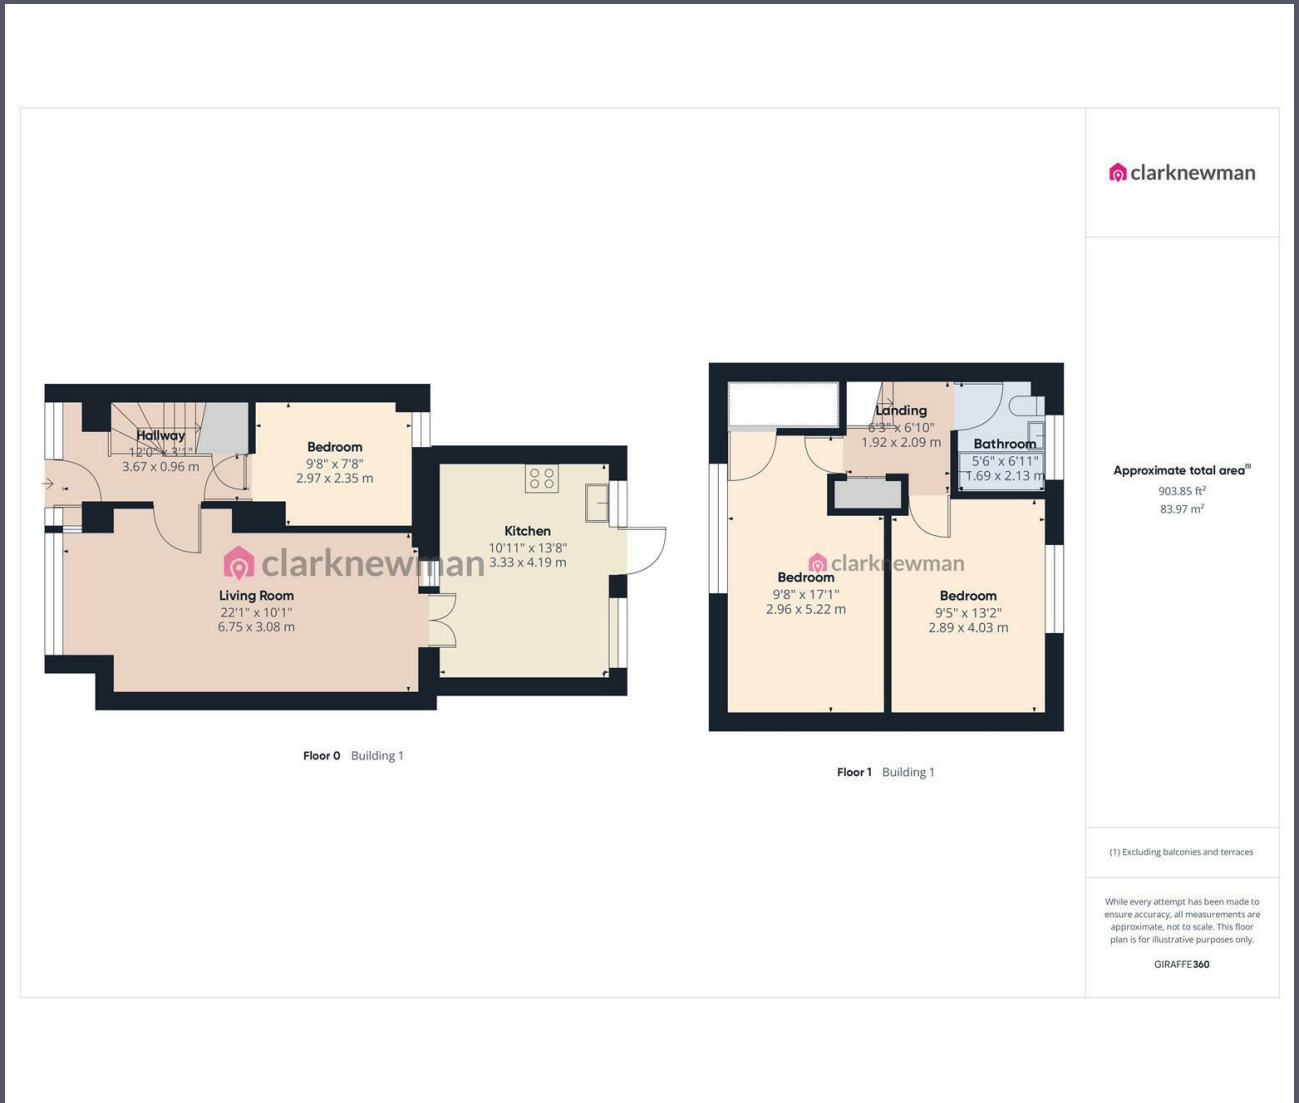 clarknewman
Hallway
12'0" x 3'1"
3.67 x 0.96 m
Bedroom
9'8" x 7'8"
2.97 x 2.35 m
Kitchen
10'11" x 13'8"
3.33 x 4.19 m
clarknewman
Living Room
22'1" x 10'1"
6.75 x 3.08 m
Floor 0 Building 1
Landing
6'3" x 6'10"
1.92 x 2.09 m
Bathroom
5'6" x 6'11"
1.69 x 2.13 m
clarknewman
Bedroom
9'8" x 17'1"
2.96 x 5.22 m
Bedroom
9'5" x 13'2"
2.89 x 4.03 m
Floor 1 Building 1
Approximate total area(1)
903.85 ft²
83.97 m²
(1) Excluding balconies and terraces
While every attempt has been made to
ensure accuracy, all measurements are
approximate, not to scale. This floor
plan is for illustrative purposes only.
GIRAFFE360